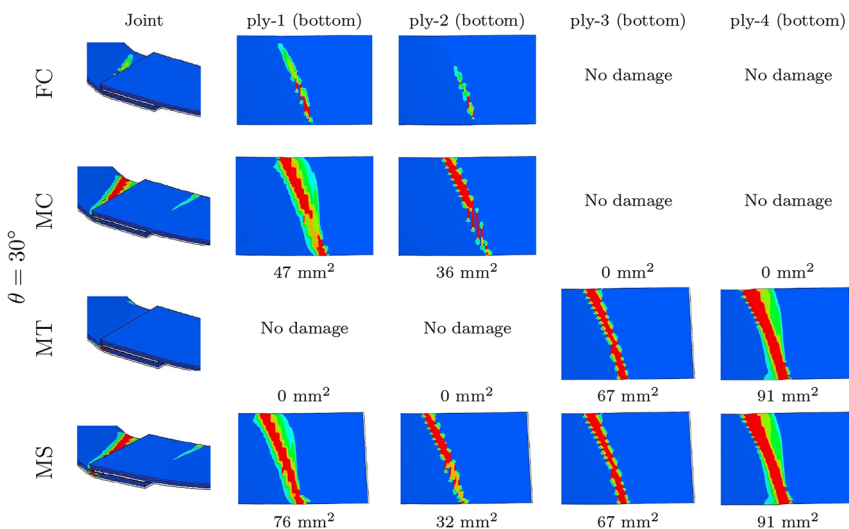 Joint ply-1 (bottom) ply-2 (bottom) ply-3 (bottom) ply-4 (bottom)
FC No damage No damage
MC No damage No damage
47 mm² 36 mm² 0 mm² 0 mm²
θ = 30°
MT No damage No damage
0 mm² 0 mm² 67 mm² 91 mm²
MS
76 mm² 32 mm² 67 mm² 91 mm²